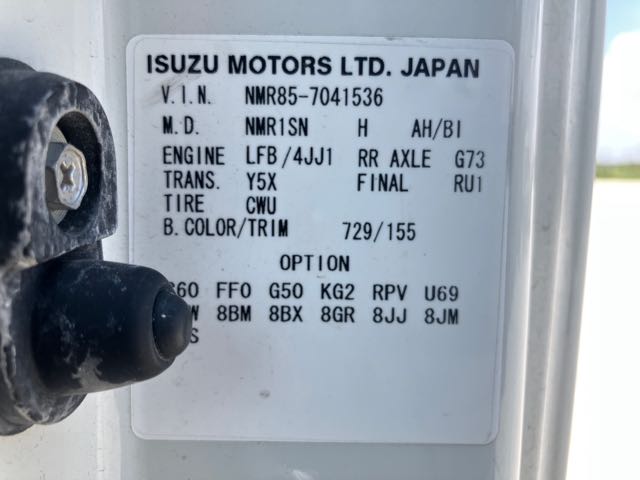 ISUZU MOTORS LTD. JAPAN
V.I.N. NMR85-7041536
M.D. NMR1SN H AH/BI
ENGINE LFB/4JJ1 RR AXLE G73
TRANS. Y5X FINAL RU1
TIRE CWU
B.COLOR/TRIM 729/155
OPTION
FF0 G50 KG2 RPV U69
8BM 8BX 8GR 8JJ 8JM